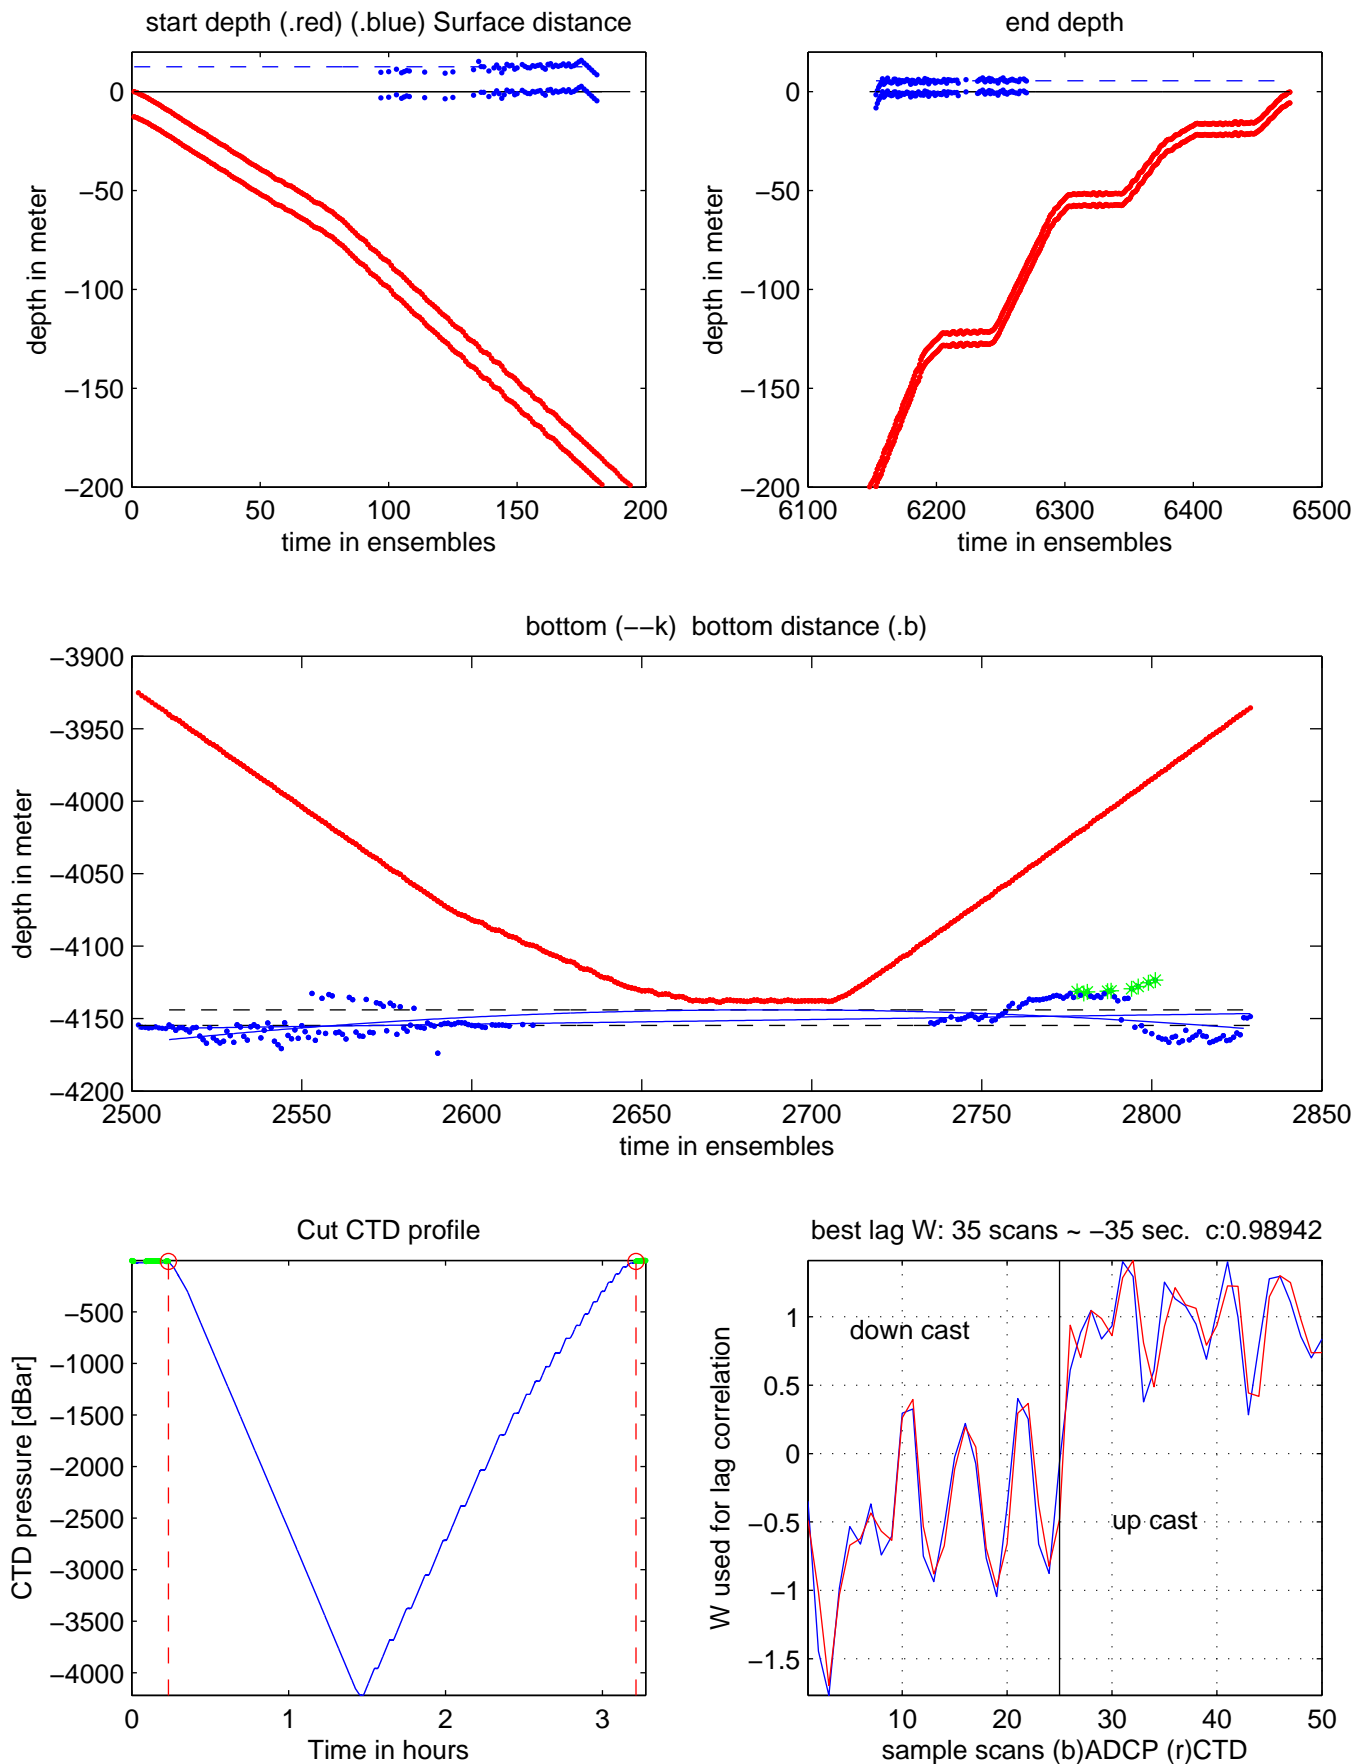 start depth (.red) (.blue) Surface distance
0
−50
−100
−150
−200
depth in meter
0 50 100 150 200
time in ensembles
end depth
0
−50
−100
−150
−200
depth in meter
6100 6200 6300 6400 6500
time in ensembles
bottom (−−k)  bottom distance (.b)
−3900
−3950
−4000
−4050
−4100
−4150
−4200
depth in meter
2500 2550 2600 2650 2700 2750 2800 2850
time in ensembles
Cut CTD profile
−500
−1000
−1500
−2000
−2500
−3000
−3500
−4000
CTD pressure [dBar]
0 1 2 3
Time in hours
best lag W: 35 scans ~ −35 sec.  c:0.98942
1
0.5
0
−0.5
−1
−1.5
W used for lag correlation
down cast
up cast
10 20 30 40 50
sample scans (b)ADCP (r)CTD